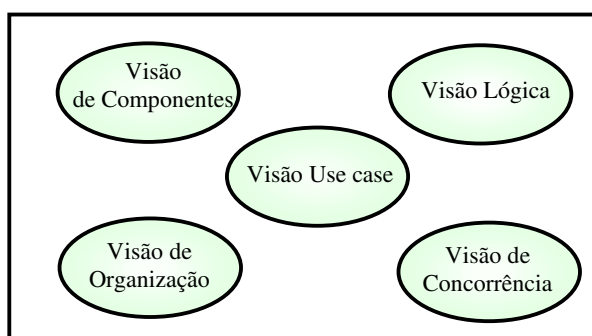 Visão
de Componentes
Visão Lógica
Visão Use case
Visão de
Organização
Visão de
Concorrência